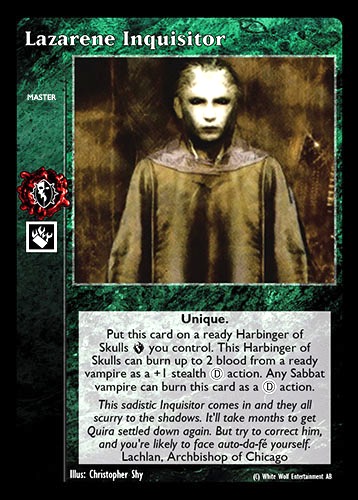 Lazarene Inquisitor
MASTER
Unique.
Put this card on a ready Harbinger of
Skulls you control. This Harbinger of
Skulls can burn up to 2 blood from a ready
vampire as a +1 stealth Ⓓ action. Any Sabbat
vampire can burn this card as a Ⓓ action.
This sadistic Inquisitor comes in and they all
scurry to the shadows. It'll take months to get
Quira settled down again. But try to correct him,
and you're likely to face auto-da-fé yourself.
Lachlan, Archbishop of Chicago
Illus: Christopher Shy
(C) White Wolf Entertainment AB